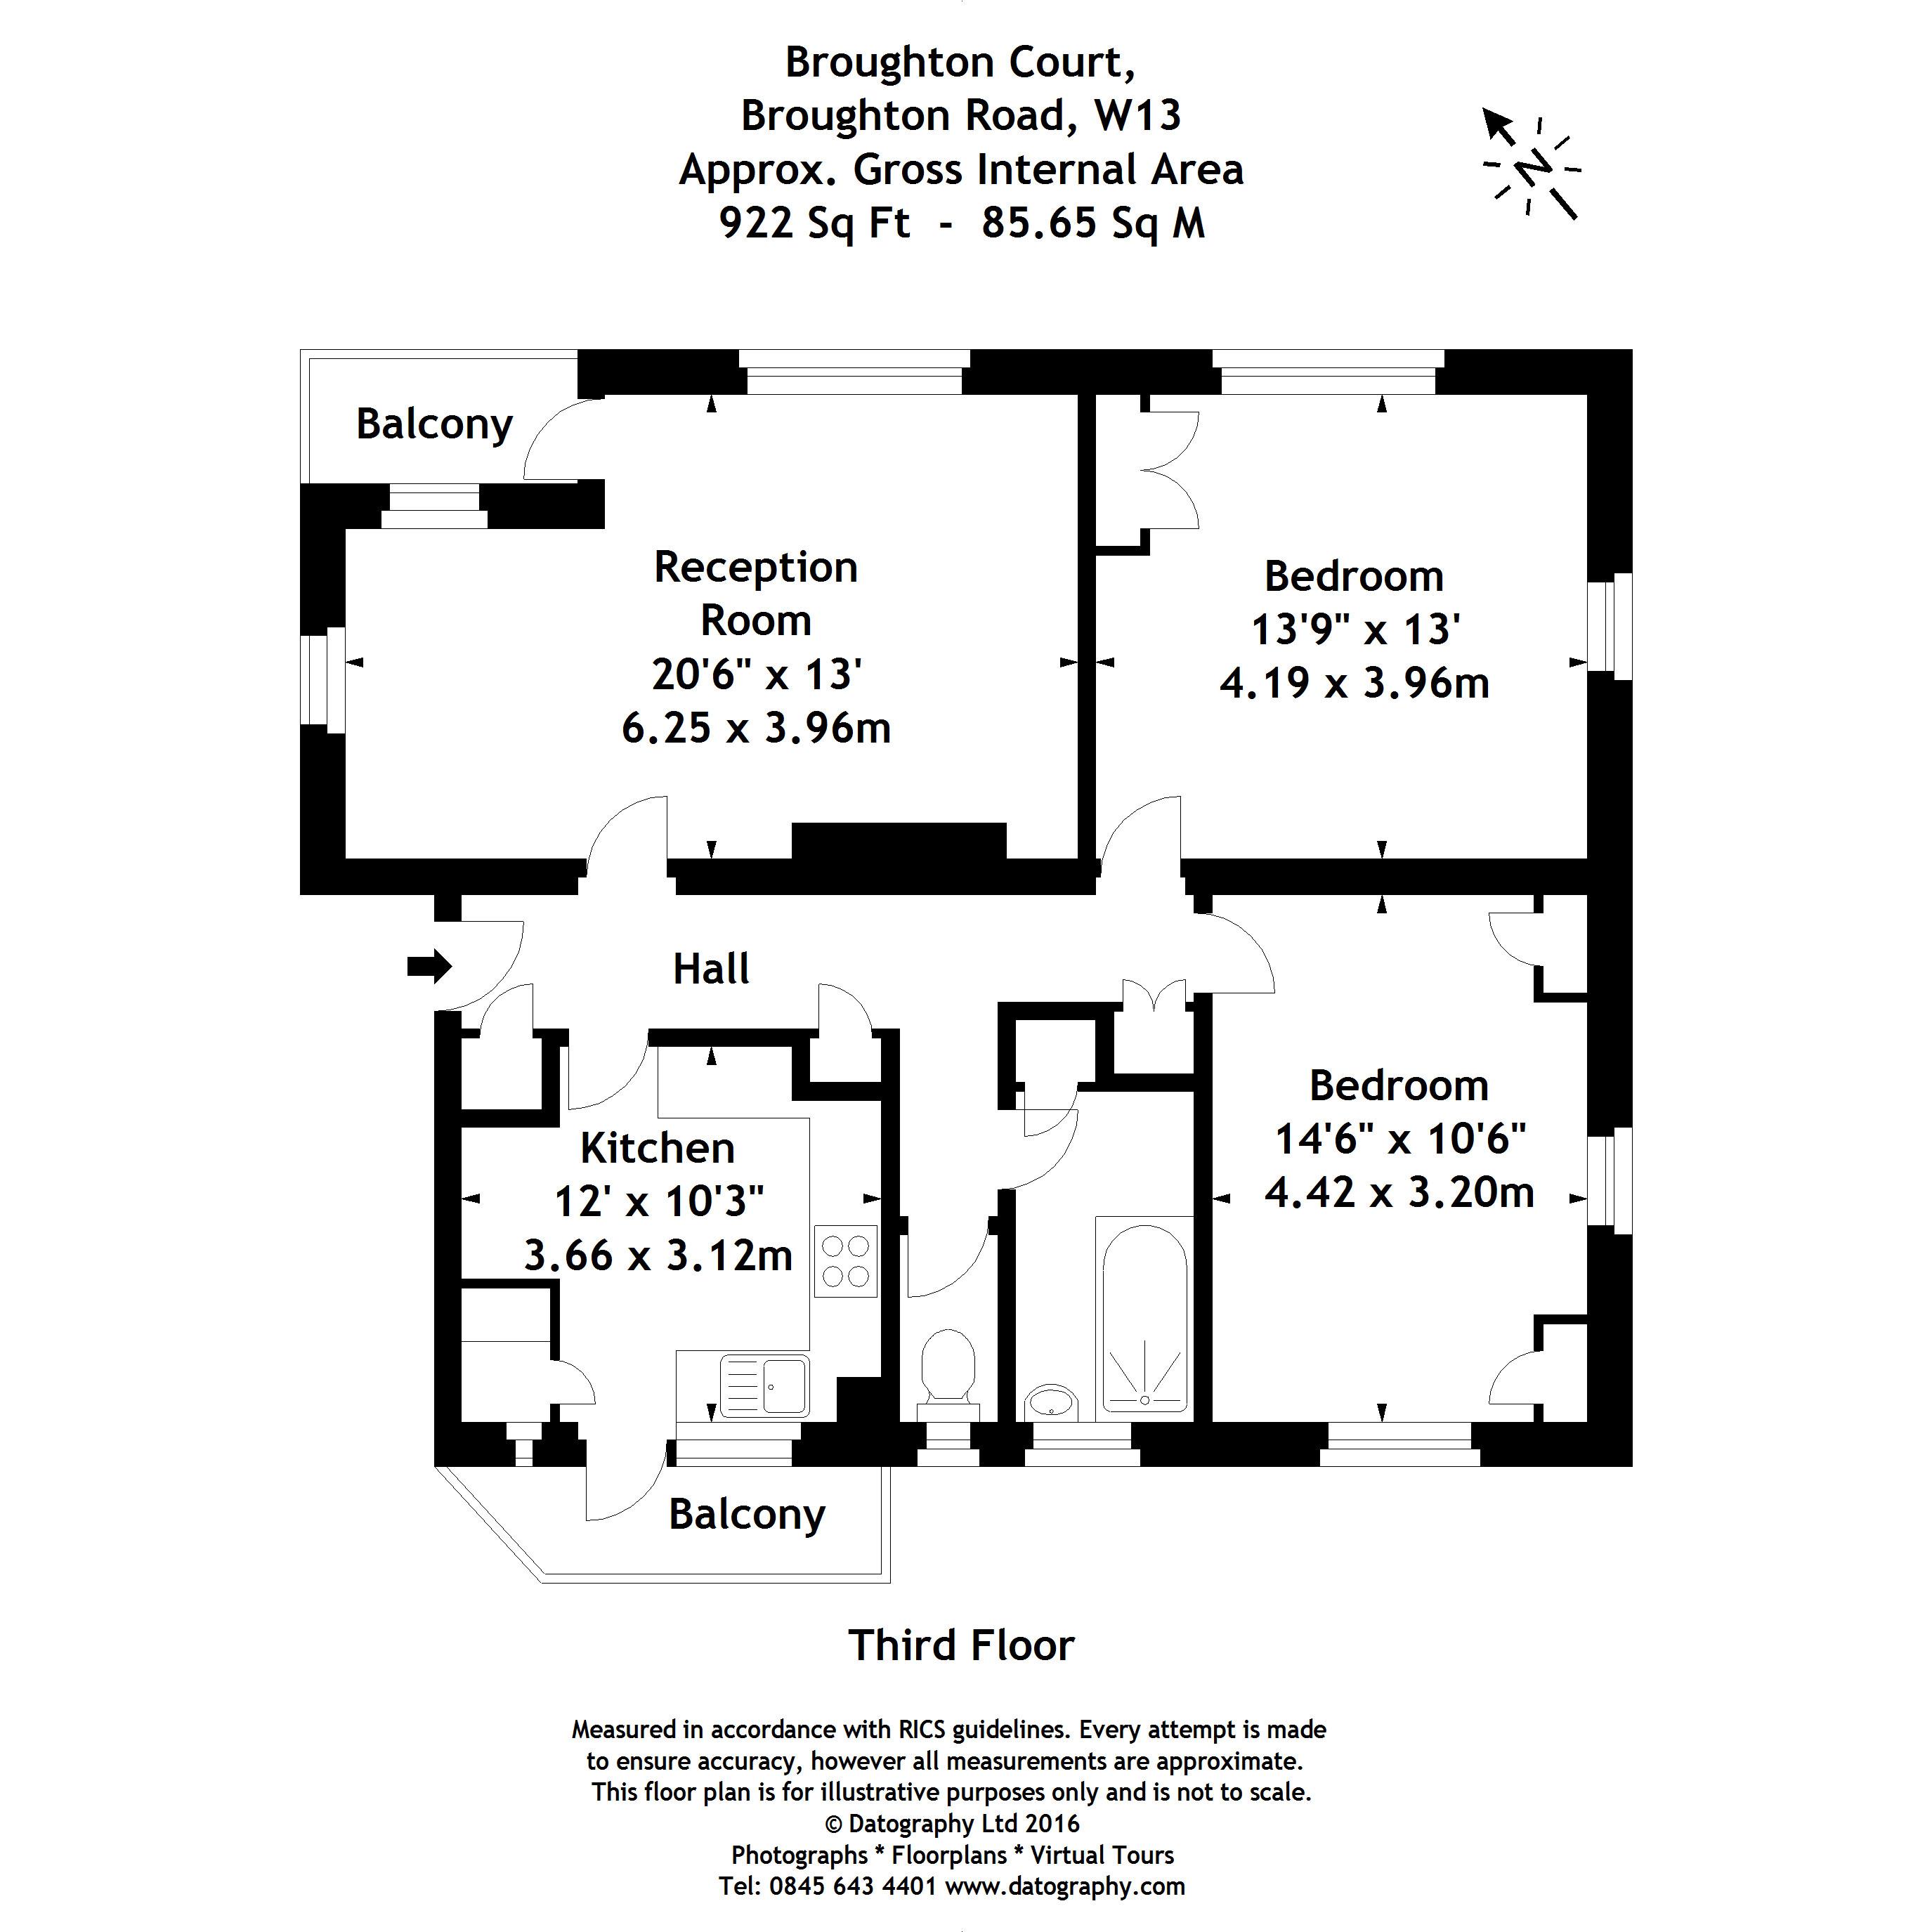 Broughton Court,
Broughton Road, W13
Approx. Gross Internal Area
922 Sq Ft  -  85.65 Sq M
N
Balcony
Reception
Room
20'6" x 13'
6.25 x 3.96m
Bedroom
13'9" x 13'
4.19 x 3.96m
Hall
Kitchen
12' x 10'3"
3.66 x 3.12m
Bedroom
14'6" x 10'6"
4.42 x 3.20m
Balcony
Third Floor
Measured in accordance with RICS guidelines. Every attempt is made
to ensure accuracy, however all measurements are approximate.
This floor plan is for illustrative purposes only and is not to scale.
© Datography Ltd 2016
Photographs * Floorplans * Virtual Tours
Tel: 0845 643 4401 www.datography.com